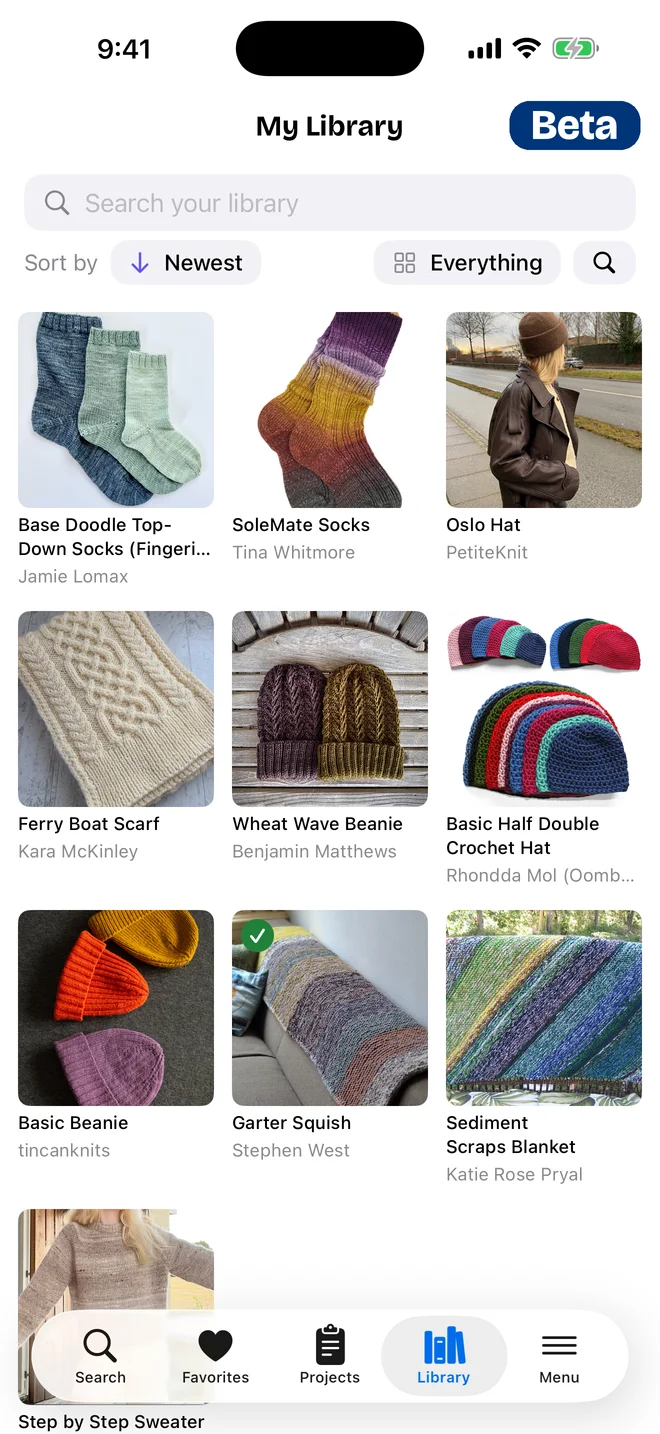 9:41
My Library
Beta
Search your library
Sort by
Newest
Everything
Base Doodle Top-
Down Socks (Fingeri...
Jamie Lomax
SoleMate Socks
Tina Whitmore
Oslo Hat
PetiteKnit
Ferry Boat Scarf
Kara McKinley
Wheat Wave Beanie
Benjamin Matthews
Basic Half Double
Crochet Hat
Rhondda Mol (Oomb...
Basic Beanie
tincanknits
Garter Squish
Stephen West
Sediment
Scraps Blanket
Katie Rose Pryal
Search
Favorites
Projects
Library
Menu
Step by Step Sweater